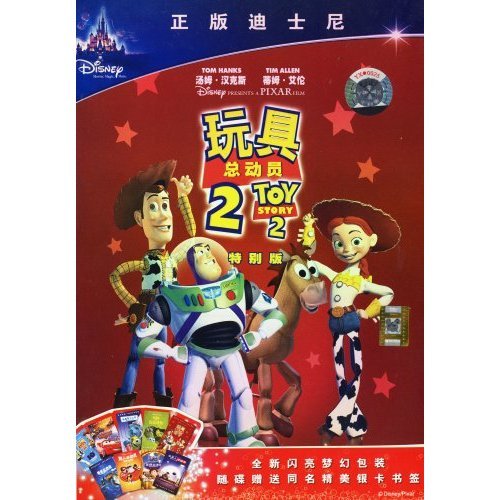 正版迪士尼
Disney
TOM HANKS TIM ALLEN
汤姆·汉克斯 蒂姆·艾伦
Disney PRESENTS A PIXAR FILM
玩具
总动员
2 TOY
STORY
2
特别版
全新闪亮梦幻包装
随碟赠送同名精美银卡书签
©Disney/Pixar